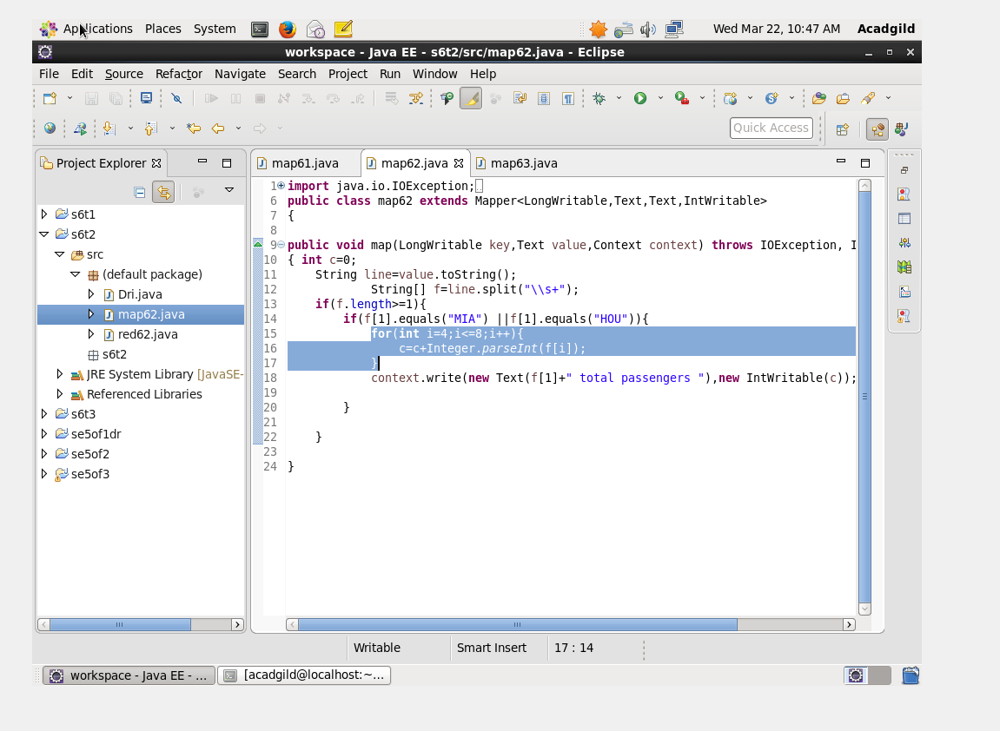 Applications Places System Wed Mar 22, 10:47 AM Acadgild
workspace - Java EE - s6t2/src/map62.java - Eclipse
File Edit Source Refactor Navigate Search Project Run Window Help
Quick Access
Project Explorer
s6t1
s6t2
src
(default package)
Dri.java
map62.java
red62.java
s6t2
JRE System Library [JavaSE-
Referenced Libraries
s6t3
se5of1dr
se5of2
se5of3
map61.java map62.java map63.java
1 import java.io.IOException;
6 public class map62 extends Mapper<LongWritable,Text,Text,IntWritable>
7 {
8
9 public void map(LongWritable key,Text value,Context context) throws IOException, I
10 { int c=0;
11 String line=value.toString();
12 String[] f=line.split("\\s+");
13 if(f.length>=1){
14 if(f[1].equals("MIA") ||f[1].equals("HOU")){
15 for(int i=4;i<=8;i++){
16 c=c+Integer.parseInt(f[i]);
17 }
18 context.write(new Text(f[1]+" total passengers "),new IntWritable(c));
19
20 }
21
22 }
23
24 }
Writable Smart Insert 17 : 14
workspace - Java EE - ... [acadgild@localhost:~...